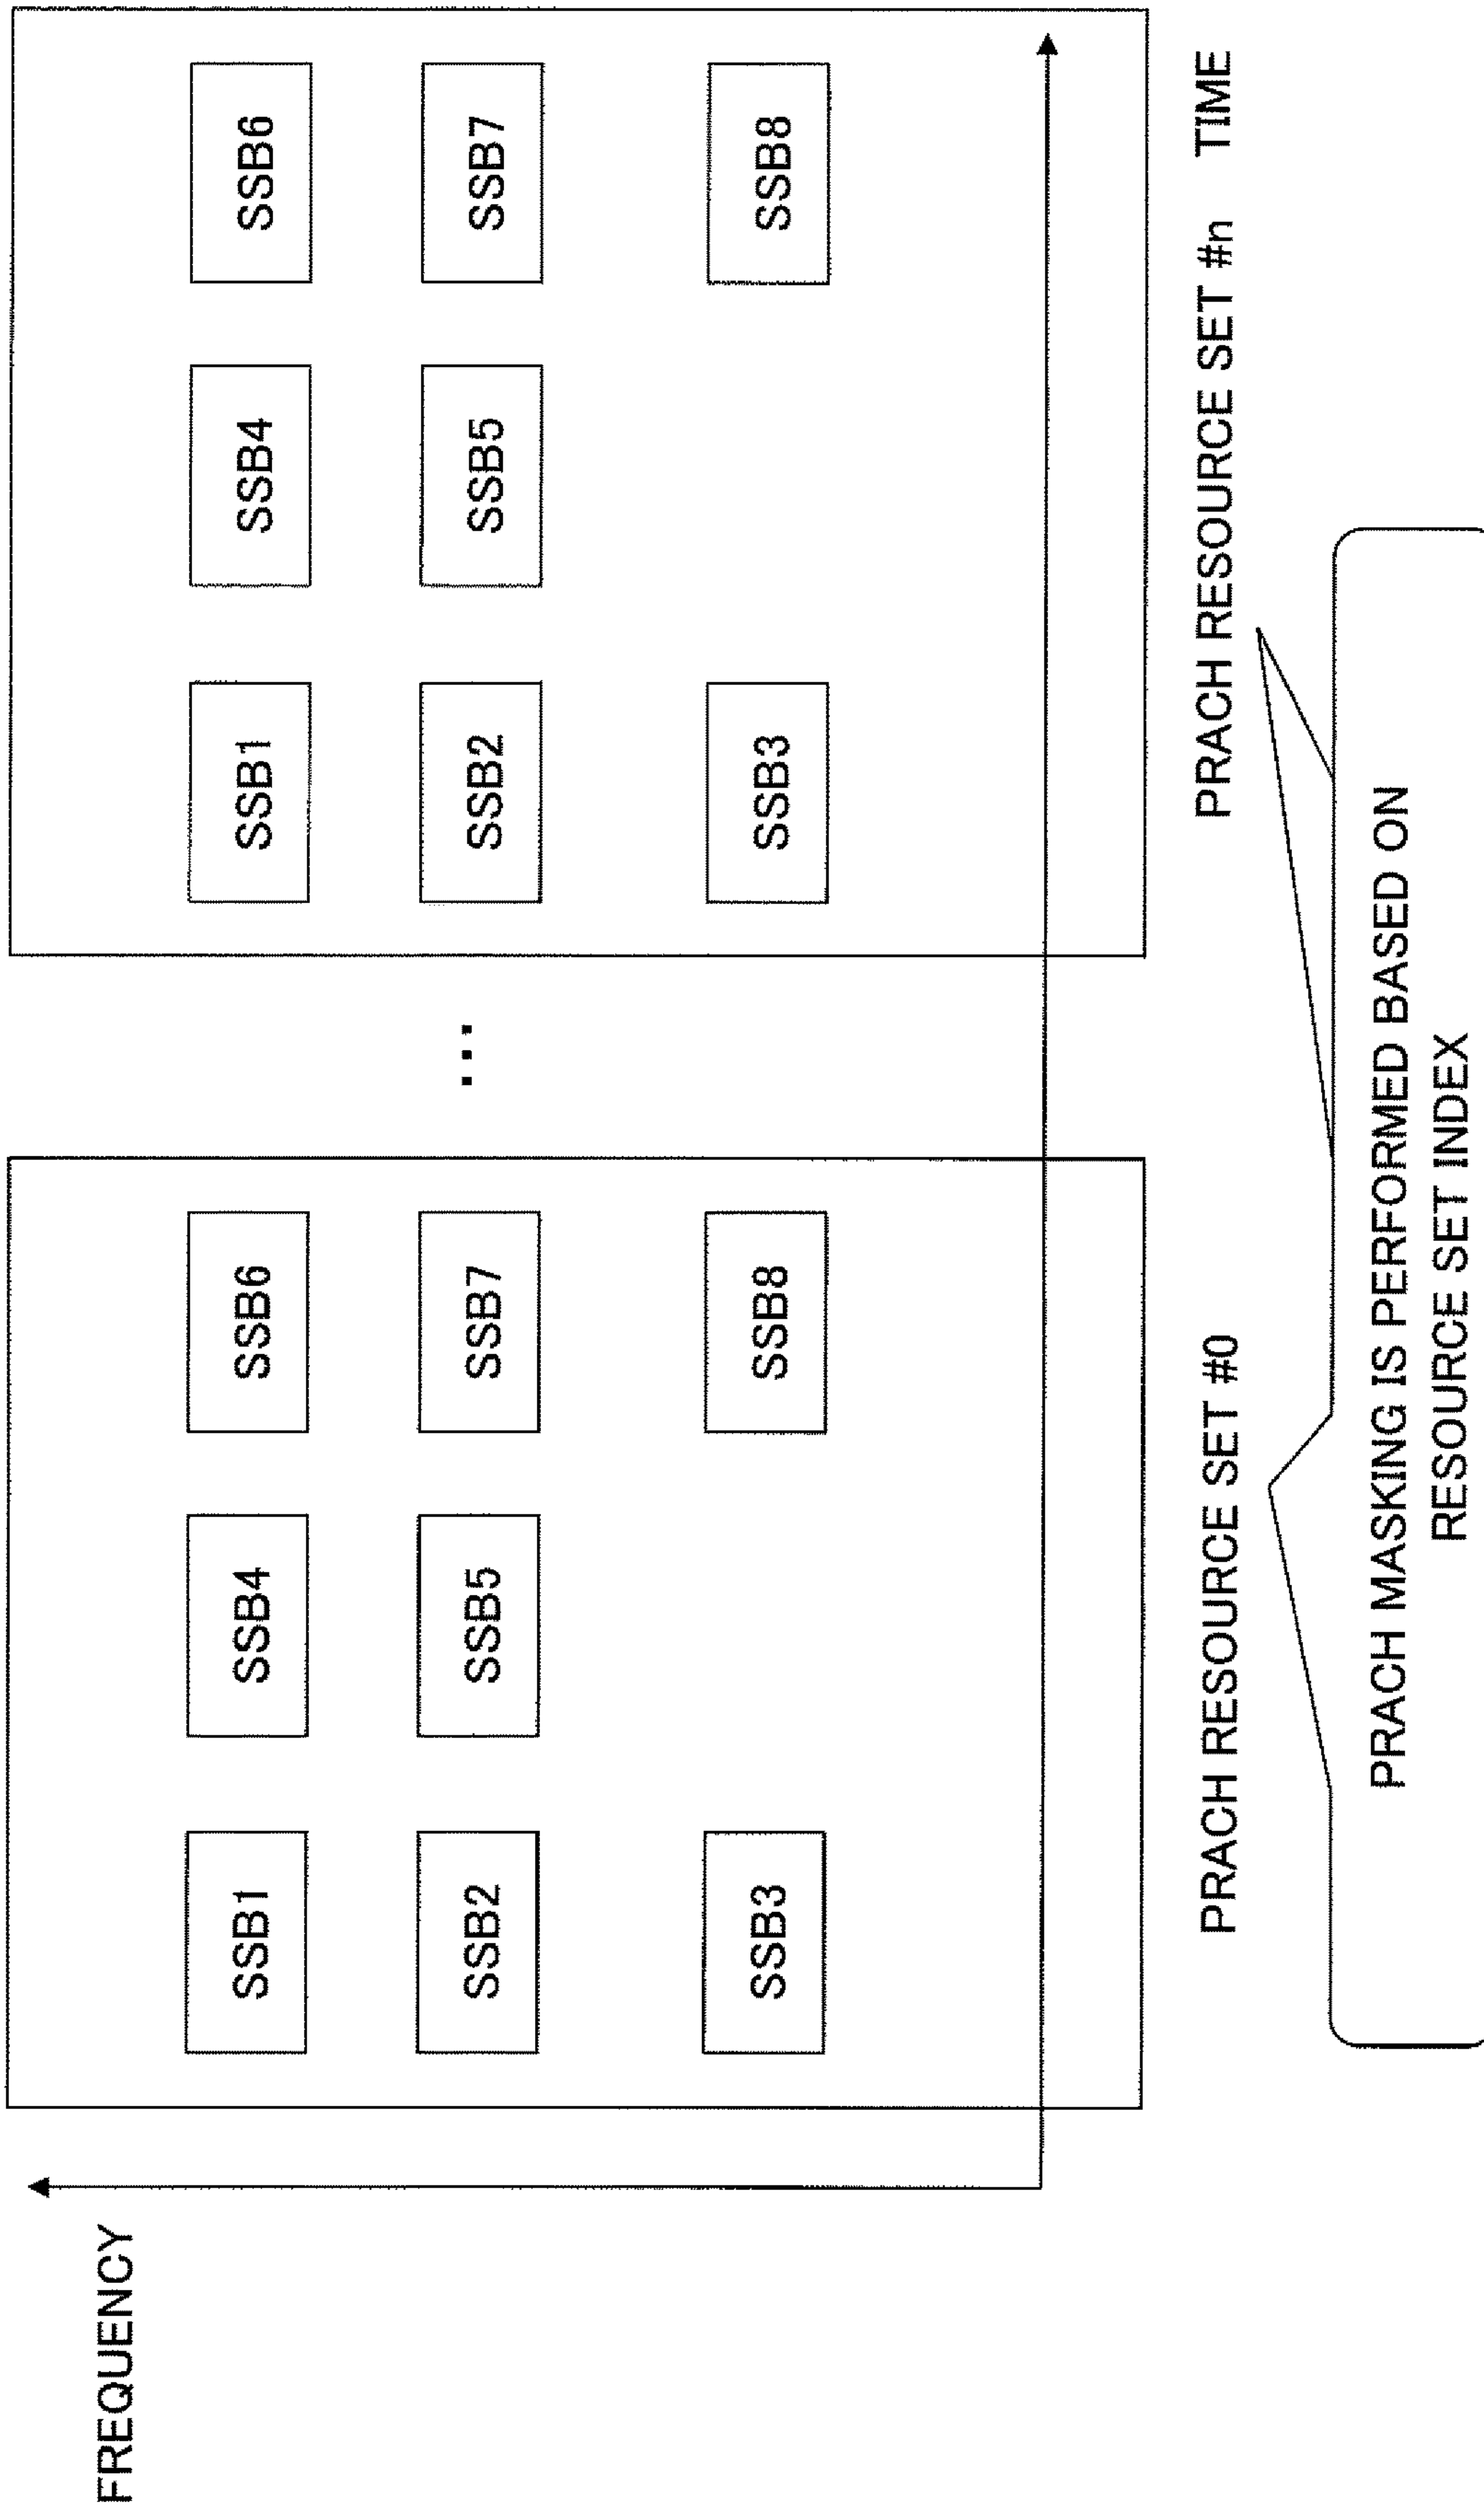 FREQUENCY
SSB1
SSB4
SSB6
SSB2
SSB5
SSB7
SSB3
SSB8
...
SSB1
SSB4
SSB6
SSB2
SSB5
SSB7
SSB3
SSB8
PRACH RESOURCE SET #0
PRACH RESOURCE SET #n
TIME
PRACH MASKING IS PERFORMED BASED ON
RESOURCE SET INDEX